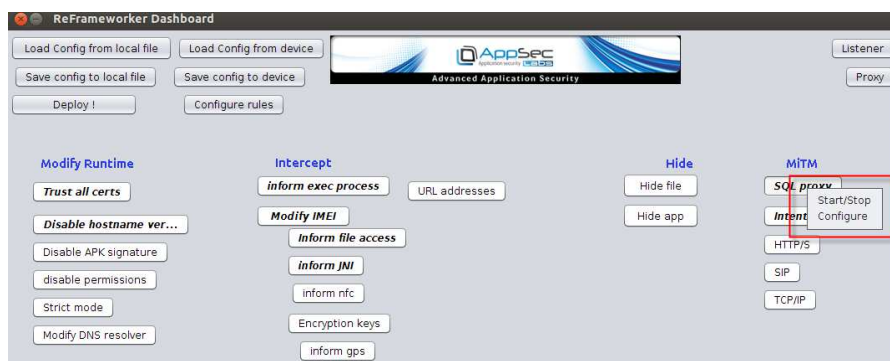 ReFrameworker Dashboard
Load Config from local file
Load Config from device
AppSec
Application security LABS
Advanced Application Security
Listener
Save config to local file
Save config to device
Proxy
Deploy !
Configure rules
Modify Runtime
Intercept
Hide
MiTM
Trust all certs
inform exec process
URL addresses
Hide file
SQL proxy
Start/Stop
Configure
Disable hostname ver...
Modify IMEI
Hide app
Intent
Disable APK signature
Inform file access
HTTP/S
disable permissions
inform JNI
SIP
Strict mode
inform nfc
TCP/IP
Modify DNS resolver
Encryption keys
inform gps